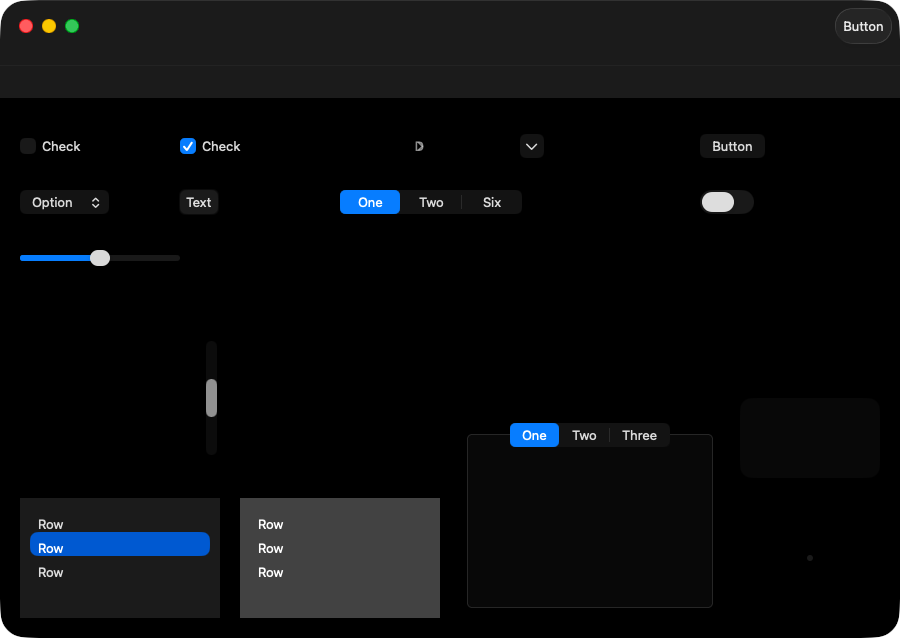 Button
Check
Check
Button
Option
Text
One
Two
Six
One
Two
Three
Row
Row
Row
Row
Row
Row